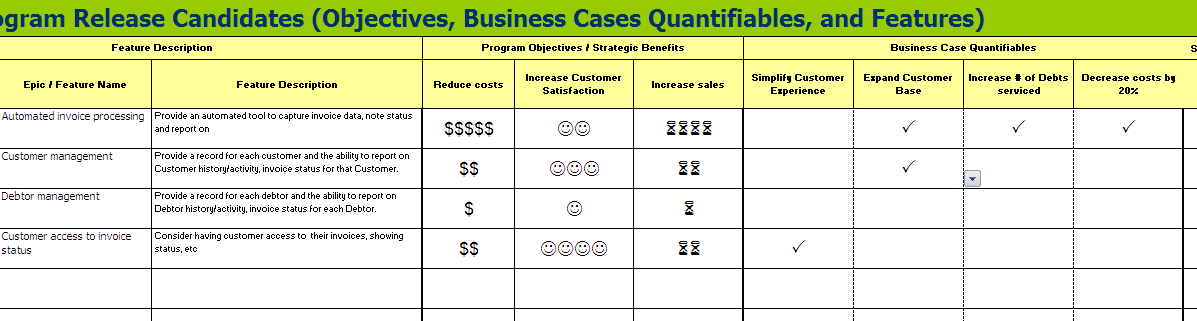 ogram Release Candidates (Objectives, Business Cases Quantifiables, and Features)
Feature Description Program Objectives / Strategic Benefits Business Case Quantifiables S
Epic / Feature Name Feature Description Reduce costs Increase Customer Satisfaction Increase sales Simplify Customer Experience Expand Customer Base Increase # of Debts serviced Decrease costs by 20%
Automated invoice processing Provide an automated tool to capture invoice data, note status
and report on $$$$$ ☺☺ ⌛⌛⌛⌛ ✓ ✓ ✓
Customer management Provide a record for each customer and the ability to report on
Customer history/activity, invoice status for that Customer. $$ ☺☺☺ ⌛⌛ ✓
Debtor management Provide a record for each debtor and the ability to report on
Debtor history/activity, invoice status for each Debtor. $ ☺ ⌛
Customer access to invoice
status Consider having customer access to their invoices, showing
status, etc $$ ☺☺☺☺ ⌛⌛ ✓